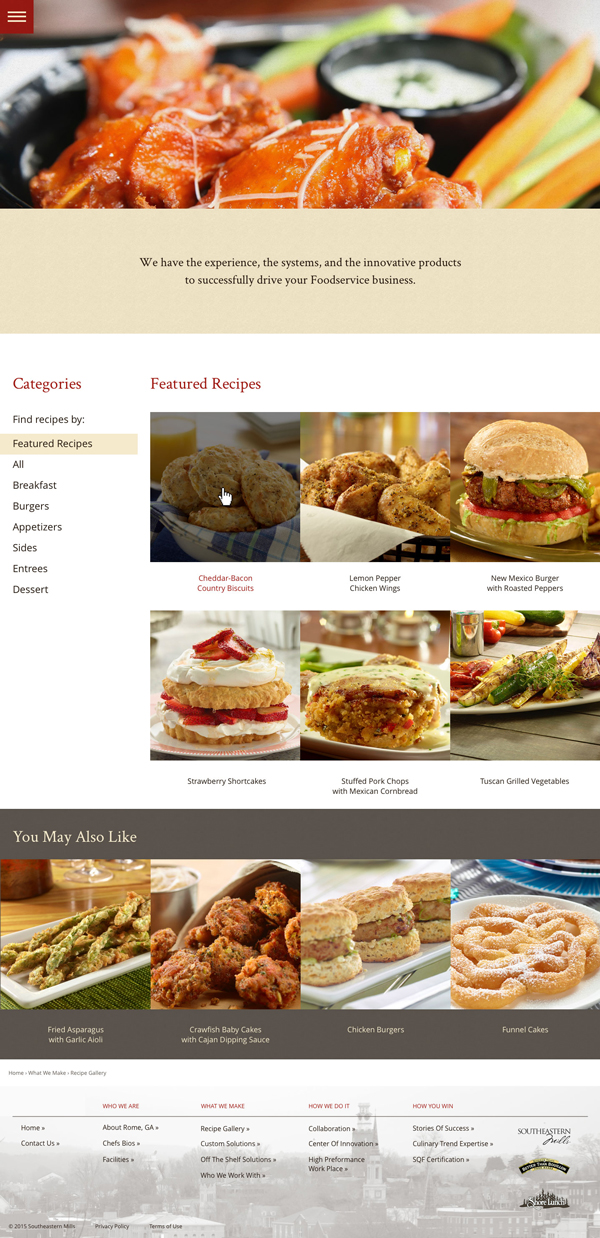 We have the experience, the systems, and the innovative products
to successfully drive your Foodservice business.
Categories
Find recipes by:
Featured Recipes
All
Breakfast
Burgers
Appetizers
Sides
Entrees
Dessert
Featured Recipes
Cheddar-Bacon
Country Biscuits
Lemon Pepper
Chicken Wings
New Mexico Burger
with Roasted Peppers
Strawberry Shortcakes
Stuffed Pork Chops
with Mexican Cornbread
Tuscan Grilled Vegetables
You May Also Like
Fried Asparagus
with Garlic Aioli
Crawfish Baby Cakes
with Cajan Dipping Sauce
Chicken Burgers
Funnel Cakes
Home › What We Make › Recipe Gallery
Home »
Contact Us »
WHO WE ARE
About Rome, GA »
Chefs Bios »
Facilities »
WHAT WE MAKE
Recipe Gallery »
Custom Solutions »
Off The Shelf Solutions »
Who We Work With »
HOW WE DO IT
Collaboration »
Center Of Innovation »
High Preformance
Work Place »
HOW YOU WIN
Stories Of Success »
Culinary Trend Expertise »
SQF Certification »
SOUTHEASTERN
Mills
BETTER THAN BOUILLON
Shore Lunch
© 2015 Southeastern Mills
Privacy Policy
Terms of Use